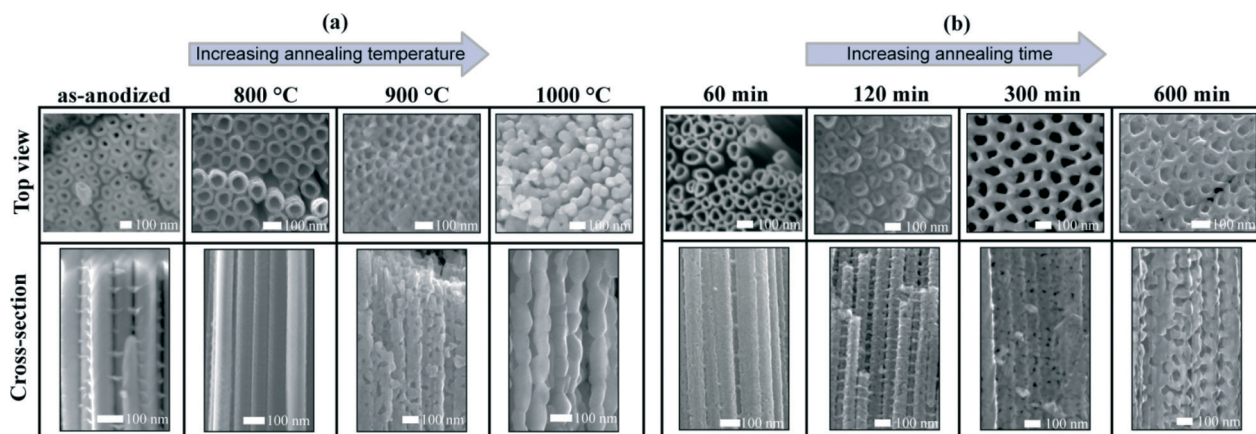 (a)
(b)
Increasing annealing temperature
Increasing annealing time
as-anodized
800 °C
900 °C
1000 °C
60 min
120 min
300 min
600 min
Top view
100 nm
100 nm
100 nm
100 nm
100 nm
100 nm
100 nm
100 nm
Cross-section
100 nm
100 nm
100 nm
100 nm
100 nm
100 nm
100 nm
100 nm